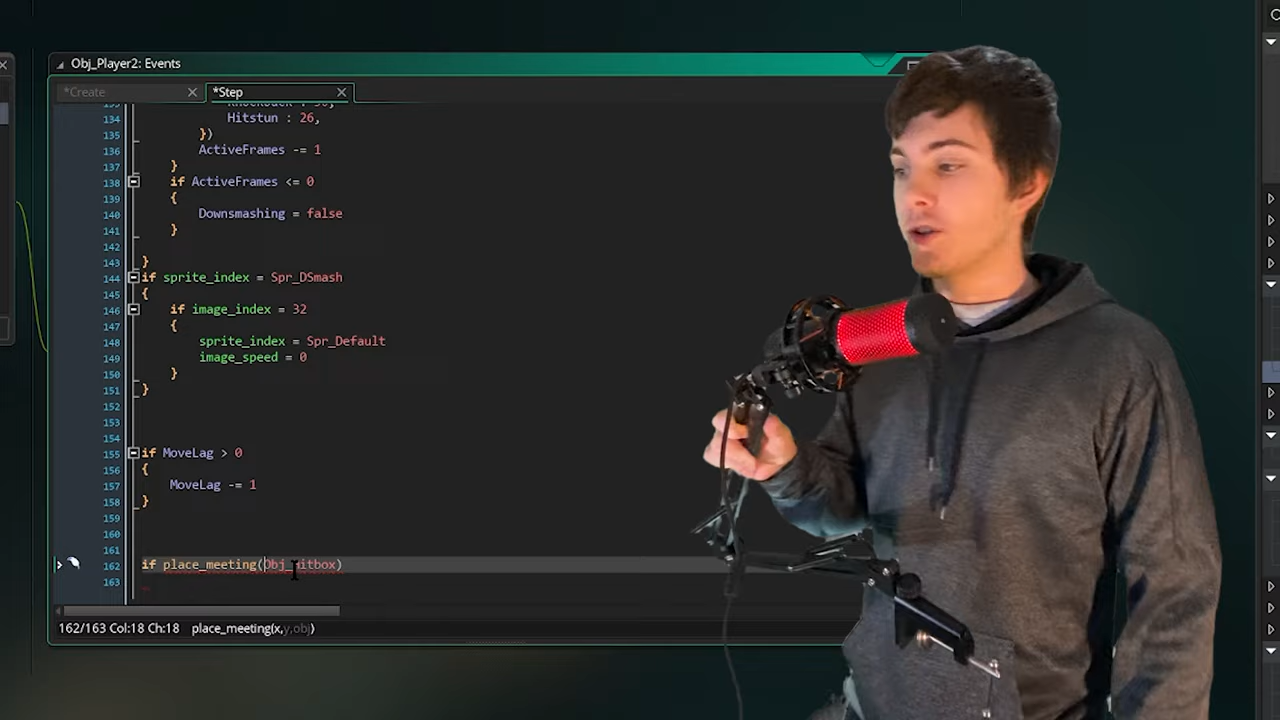 Obj_Player2: Events
*Create
*Step
134 Hitstun : 26,
135 })
136 ActiveFrames -= 1
137 }
138 if ActiveFrames <= 0
139 {
140 Downsmashing = false
141 }
142
143 }
144 if sprite_index = Spr_DSmash
145 {
146 if image_index = 32
147 {
148 sprite_index = Spr_Default
149 image_speed = 0
150 }
151 }
152
153
154
155 if MoveLag > 0
156 {
157 MoveLag -= 1
158 }
159
160
161
162 if place_meeting(Obj_Hitbox)
163
162/163 Col:18 Ch:18 place_meeting(x,y,obj)